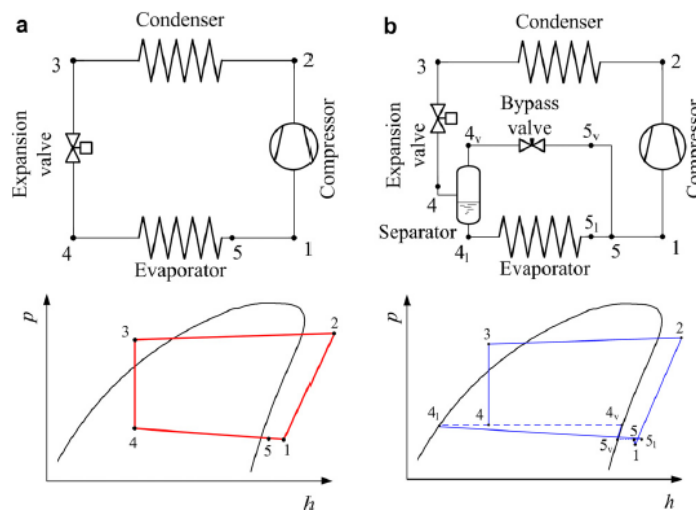 a
Condenser
3
2
Expansion
valve
Compressor
4
5
1
Evaporator
p
3
2
4
5
1
h
b
Condenser
3
2
Bypass
valve
4v
5v
Expansion
valve
Compressor
4
Separator
4l
5l
5
1
Evaporator
p
3
2
4l
4
4v
5v
5
5l
1
h